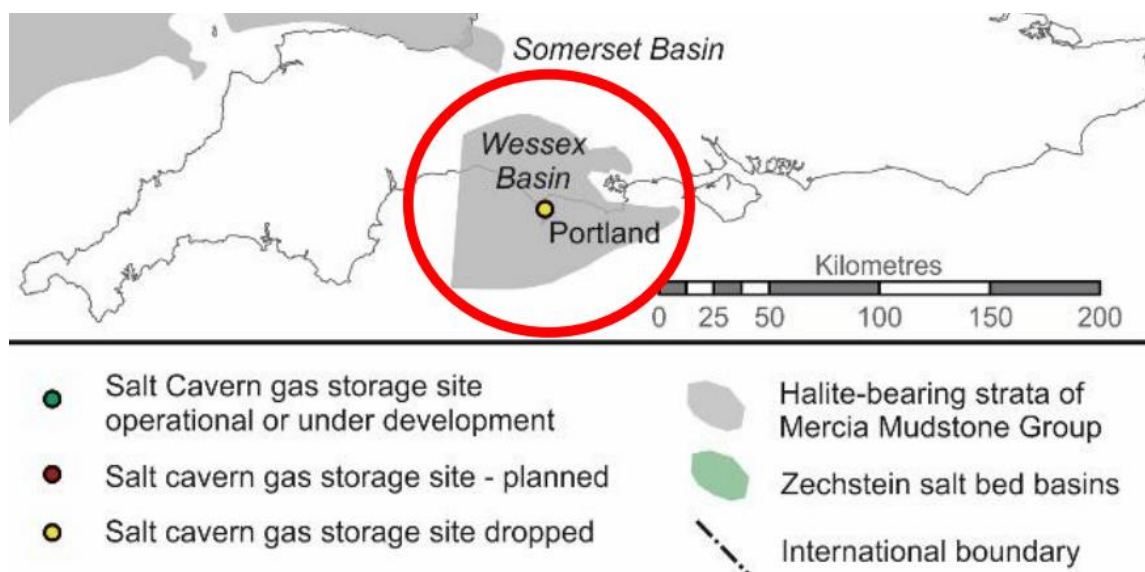 Somerset Basin
Wessex
Basin
Portland
Kilometres
0 25 50 100 150 200
Salt Cavern gas storage site
operational or under development
Salt cavern gas storage site - planned
Salt cavern gas storage site dropped
Halite-bearing strata of
Mercia Mudstone Group
Zechstein salt bed basins
International boundary